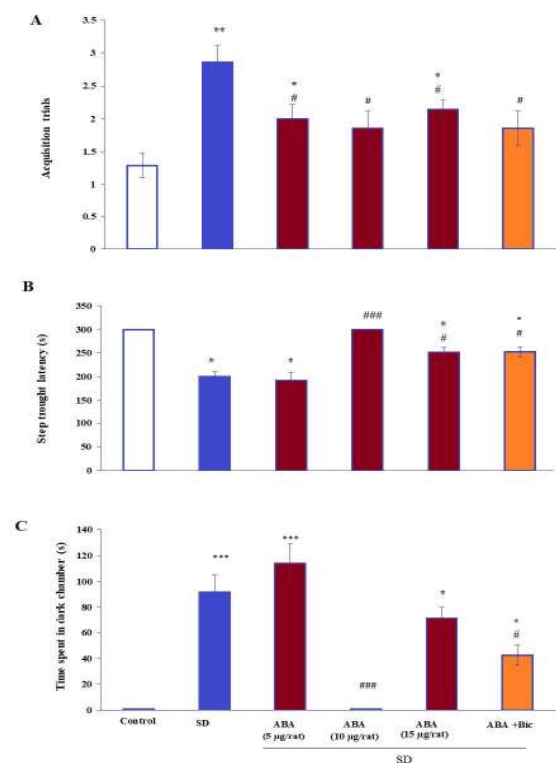 A
Acquisition trials
3.5
3
2.5
2
1.5
1
0.5
0
**
*
#
#
*
#
#
B
Step trought latency (s)
350
300
250
200
150
100
50
0
*
*
###
*
#
*
#
C
Time spent in dark chamber (s)
140
120
100
80
60
40
20
0
***
***
###
*
*
#
Control
SD
ABA
(5 µg/rat)
ABA
(10 µg/rat)
ABA
(15 µg/rat)
ABA +Bic
SD